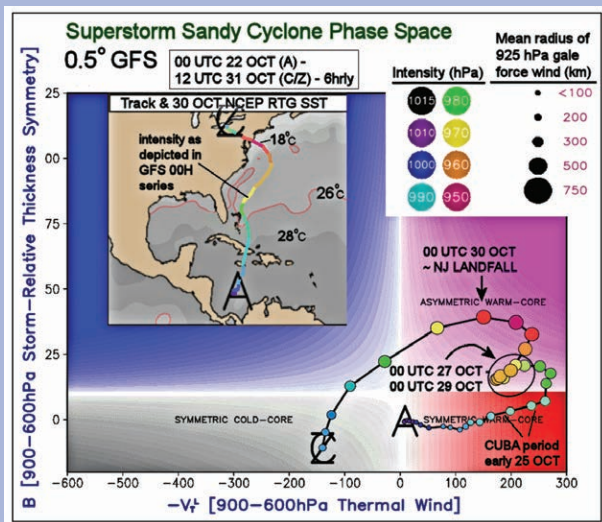 Superstorm Sandy Cyclone Phase Space
0.5° GFS
00 UTC 22 OCT (A) -
12 UTC 31 OCT (C/Z) - 6hrly
Intensity (hPa)
1015 980
1010 970
1000 960
990 950
Mean radius of
925 hPa gale
force wind (km)
<100
200
300
500
750
Track & 30 OCT NCEP RTG SST
intensity as
depicted in
GFS 00H
series
C
18°C
26°C
28°C
A
00 UTC 30 OCT
~ NJ LANDFALL
ASYMMETRIC WARM-CORE
00 UTC 27 OCT -
00 UTC 29 OCT
SYMMETRIC COLD-CORE
A
SYMMETRIC WARM-CORE
CUBA period
early 25 OCT
B [900-600hPa Storm-Relative Thickness Symmetry]
25
00
75
50
25
0
-600 -500 -400 -300 -200 -100 0 100 200 300
-V_T^L [900-600hPa Thermal Wind]